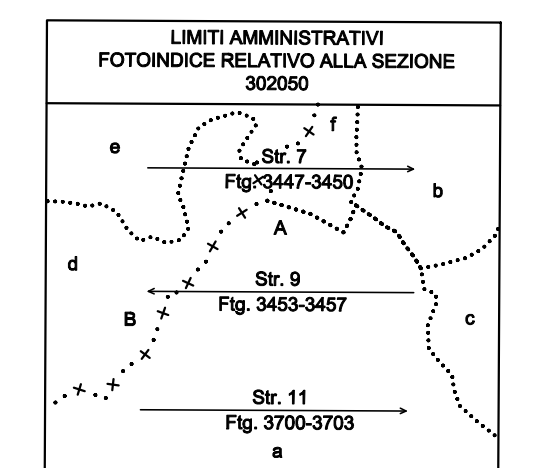 LIMITI AMMINISTRATIVI
FOTOINDICE RELATIVO ALLA SEZIONE
302050
f
e
Str. 7
Ftg. 3447-3450
b
A
d
Str. 9
Ftg. 3453-3457
B
c
Str. 11
Ftg. 3700-3703
a